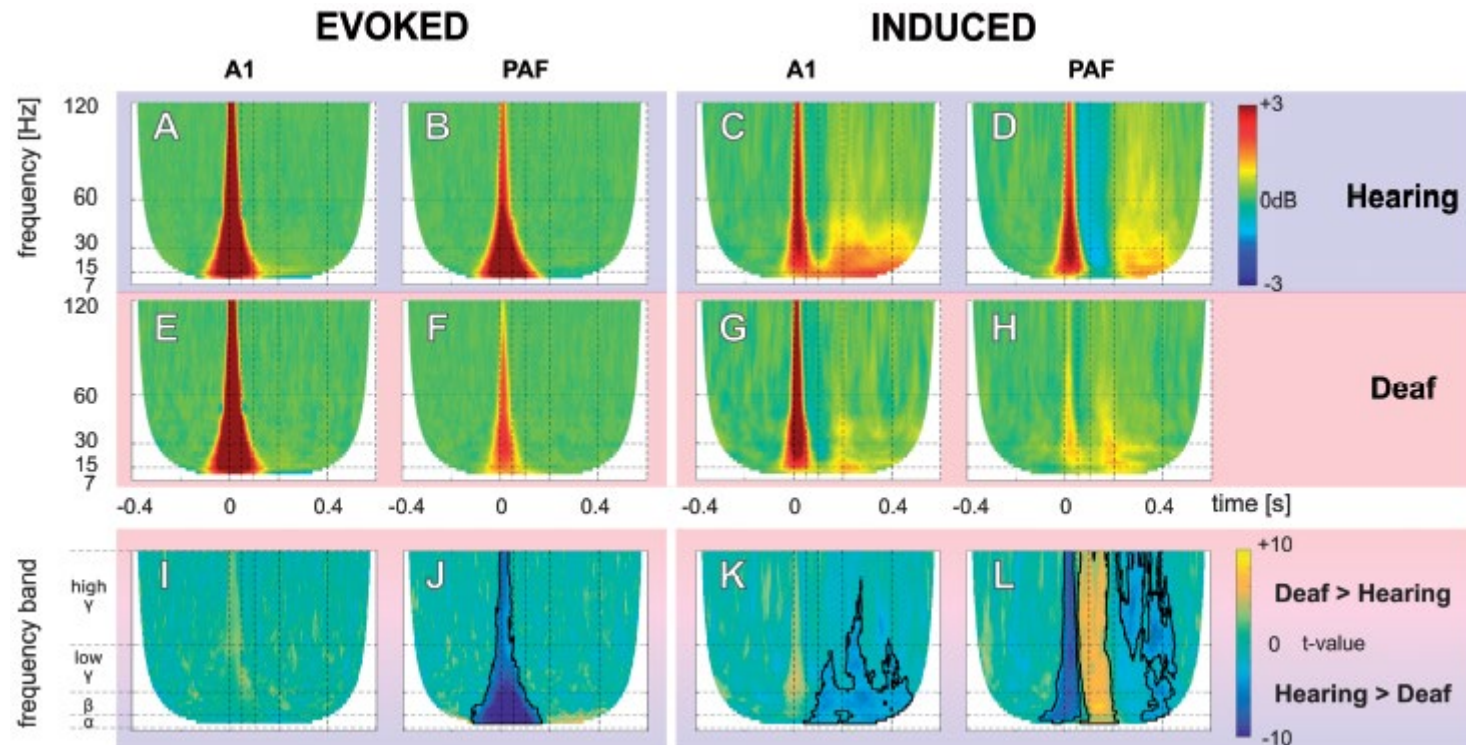 EVOKED INDUCED
A1 PAF A1 PAF
frequency [Hz]
120
60
30
15
7
A B C D
+3
0dB
-3
Hearing
120
60
30
15
7
E F G H
Deaf
-0.4 0 0.4 -0.4 0 0.4 -0.4 0 0.4 -0.4 0 0.4 time [s]
frequency band
high
γ
low
γ
β
α
I J K L
+10
Deaf > Hearing
0 t-value
Hearing > Deaf
-10